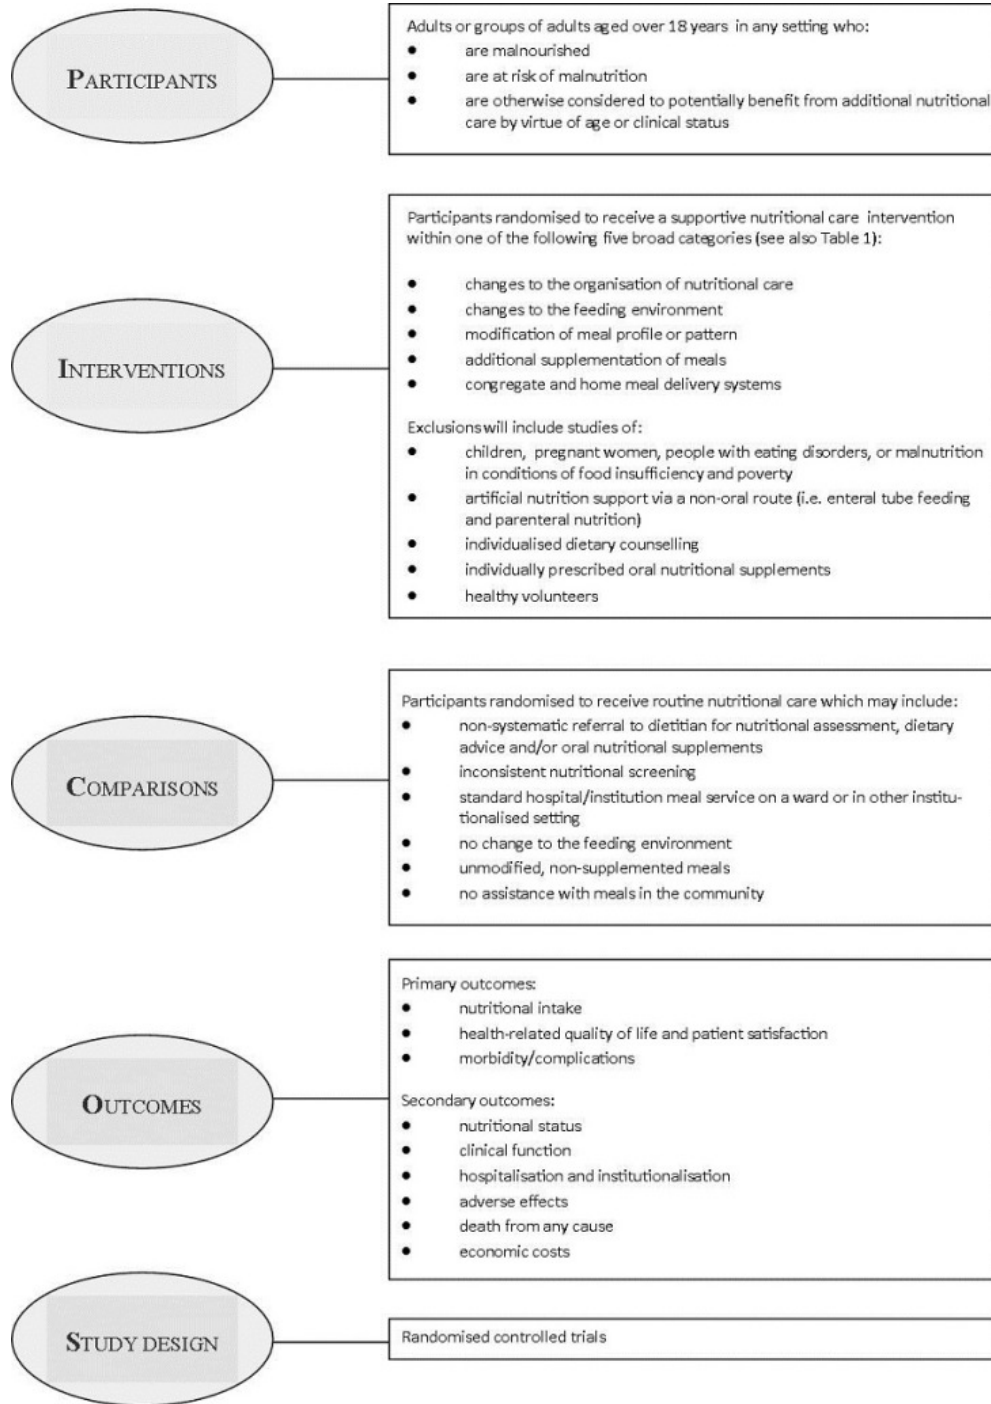 PARTICIPANTS
Adults or groups of adults aged over 18 years in any setting who:
● are malnourished
● are at risk of malnutrition
● are otherwise considered to potentially benefit from additional nutritional
care by virtue of age or clinical status
INTERVENTIONS
Participants randomised to receive a supportive nutritional care intervention
within one of the following five broad categories (see also Table 1):
● changes to the organisation of nutritional care
● changes to the feeding environment
● modification of meal profile or pattern
● additional supplementation of meals
● congregate and home meal delivery systems
Exclusions will include studies of:
● children, pregnant women, people with eating disorders, or malnutrition
in conditions of food insufficiency and poverty
● artificial nutrition support via a non-oral route (i.e. enteral tube feeding
and parenteral nutrition)
● individualised dietary counselling
● individually prescribed oral nutritional supplements
● healthy volunteers
COMPARISONS
Participants randomised to receive routine nutritional care which may include:
● non-systematic referral to dietitian for nutritional assessment, dietary
advice and/or oral nutritional supplements
● inconsistent nutritional screening
● standard hospital/institution meal service on a ward or in other institu-
tionalised setting
● no change to the feeding environment
● unmodified, non-supplemented meals
● no assistance with meals in the community
OUTCOMES
Primary outcomes:
● nutritional intake
● health-related quality of life and patient satisfaction
● morbidity/complications
Secondary outcomes:
● nutritional status
● clinical function
● hospitalisation and institutionalisation
● adverse effects
● death from any cause
● economic costs
STUDY DESIGN
Randomised controlled trials